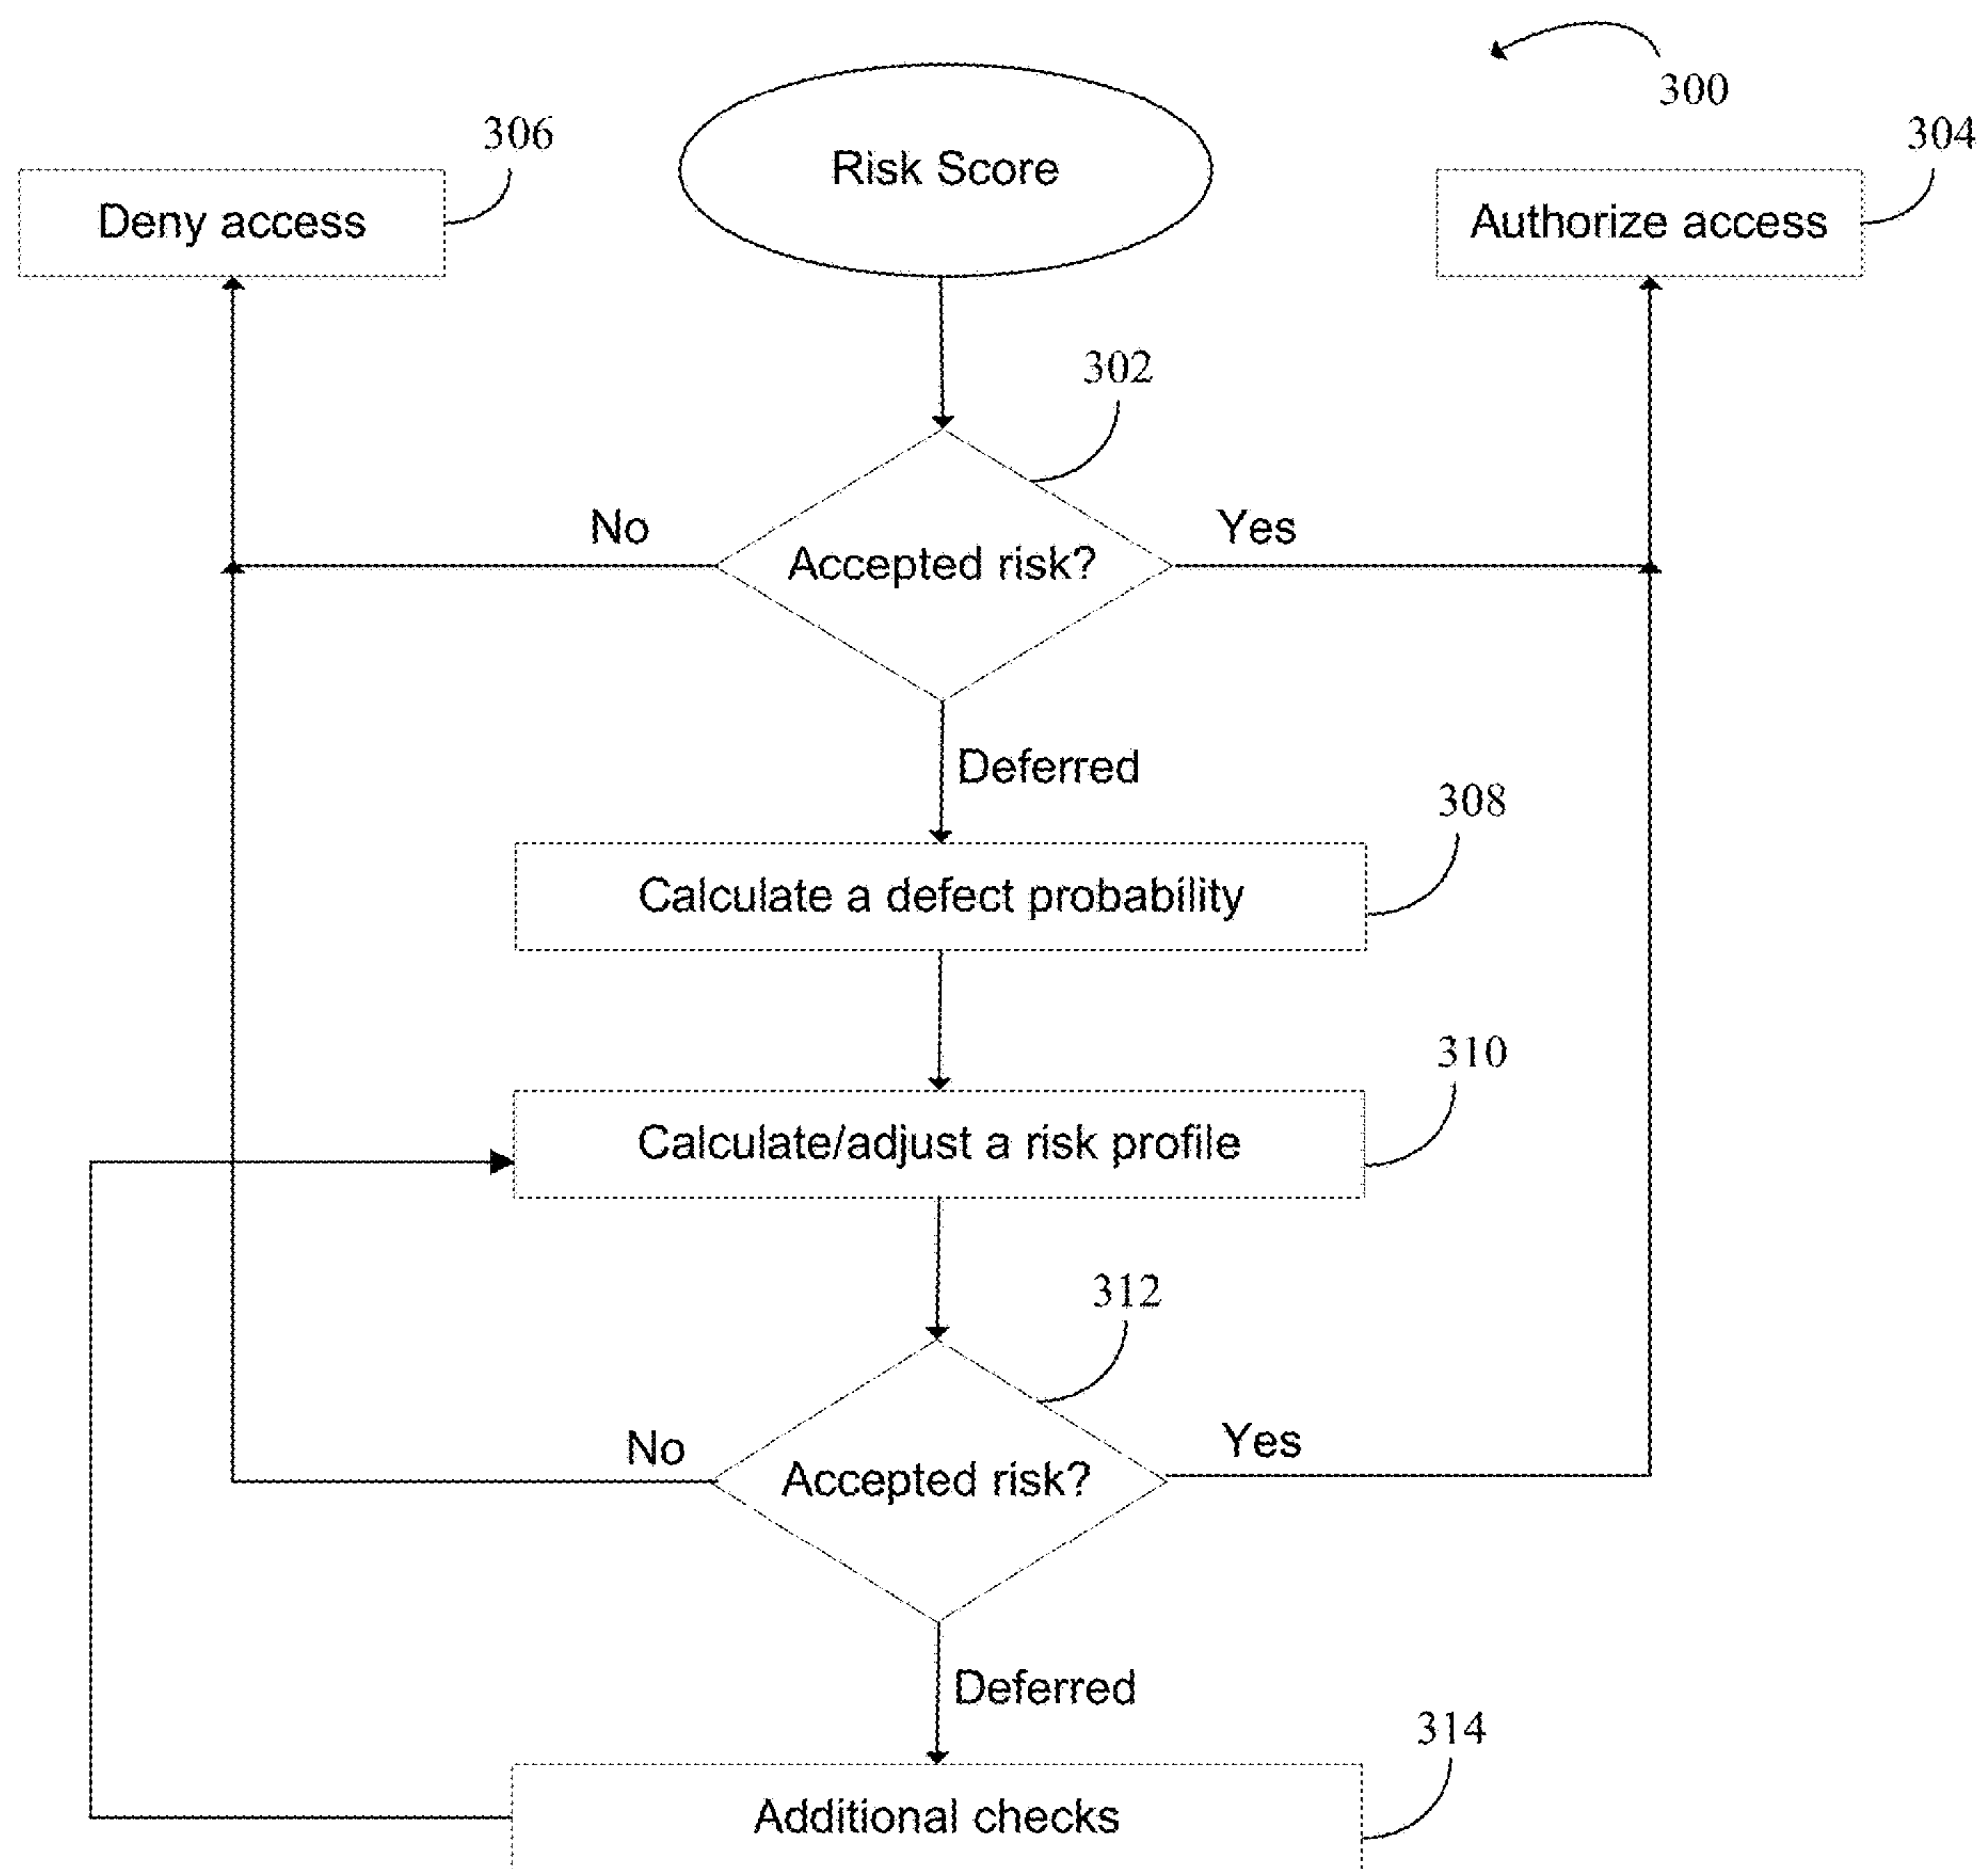 300
306
304
Risk Score
Deny access
Authorize access
302
No
Yes
Accepted risk?
Deferred
308
Calculate a defect probability
310
Calculate/adjust a risk profile
312
No
Yes
Accepted risk?
Deferred
314
Additional checks